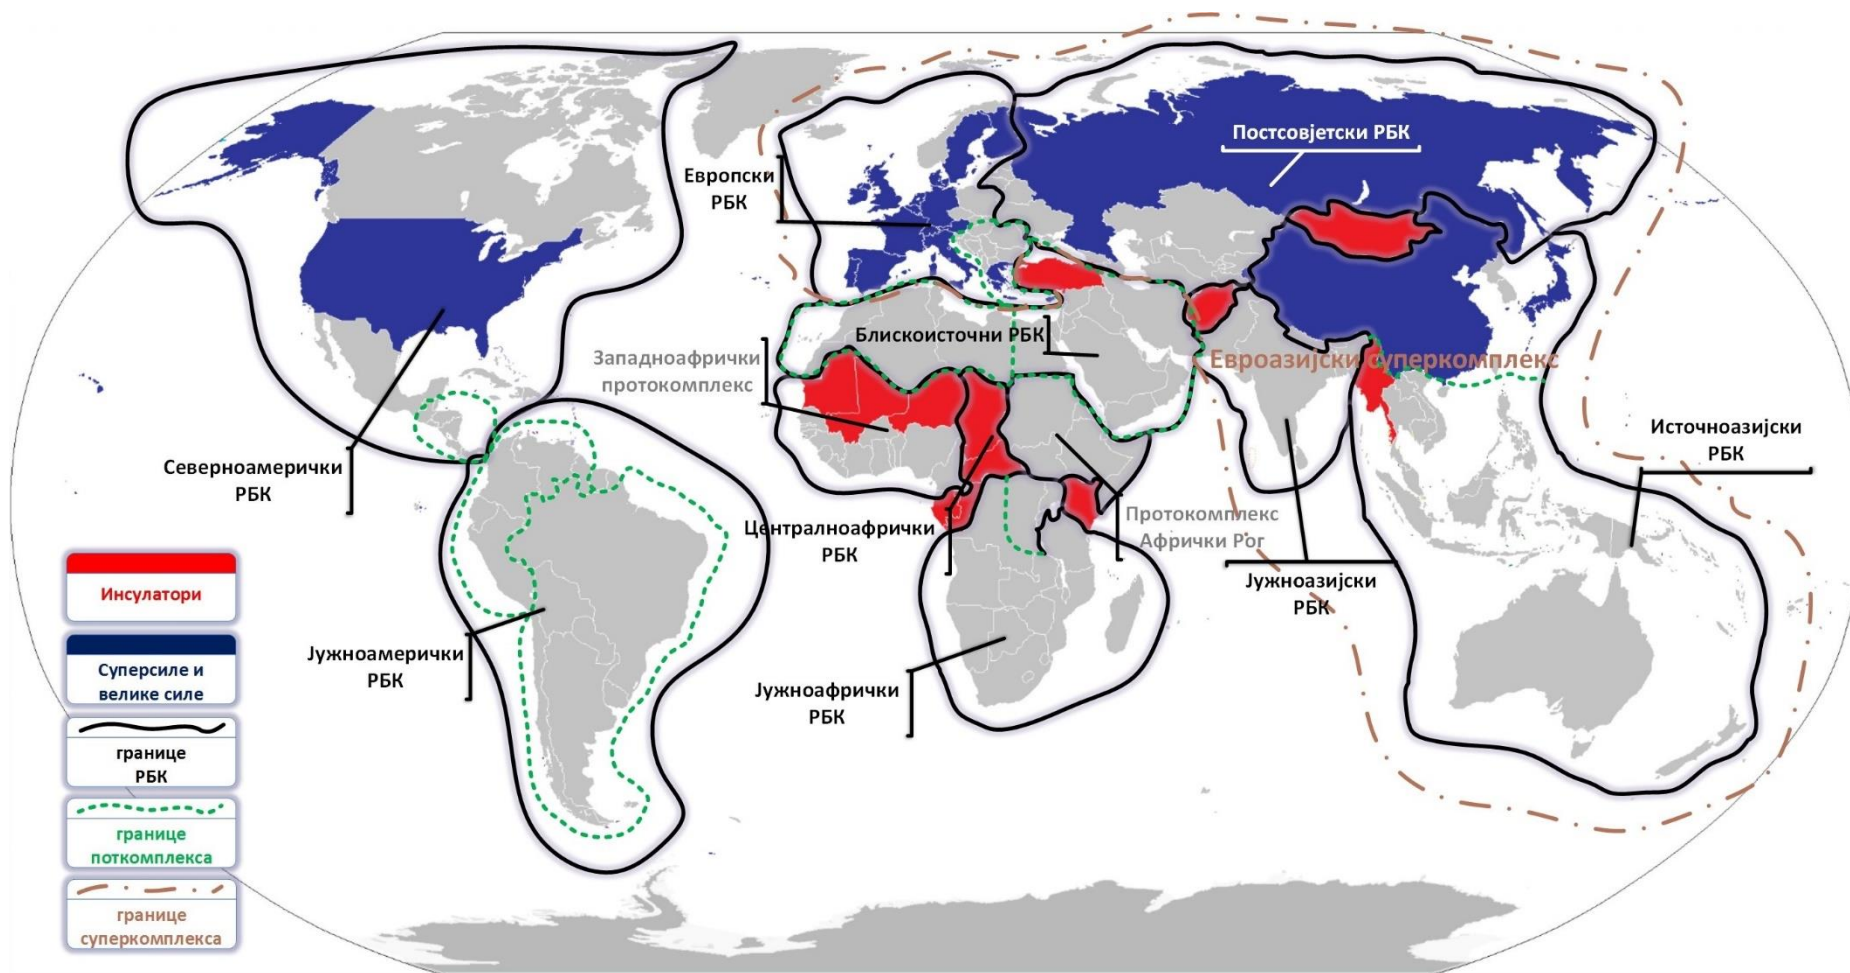 Постсовјетски РБК
Европски
РБК
Блискоисточни РБК
Западноафрички
протокомплекс
Евроазијски суперкомплекс
Северноамерички
РБК
Источноазијски
РБК
Централноафрички
РБК
Протокомплекс
Афрички Рог
Јужноазијски
РБК
Јужноамерички
РБК
Јужноафрички
РБК
Инсулатори
Суперсиле и
велике силе
границе
РБК
границе
поткомплекса
границе
суперкомплекса